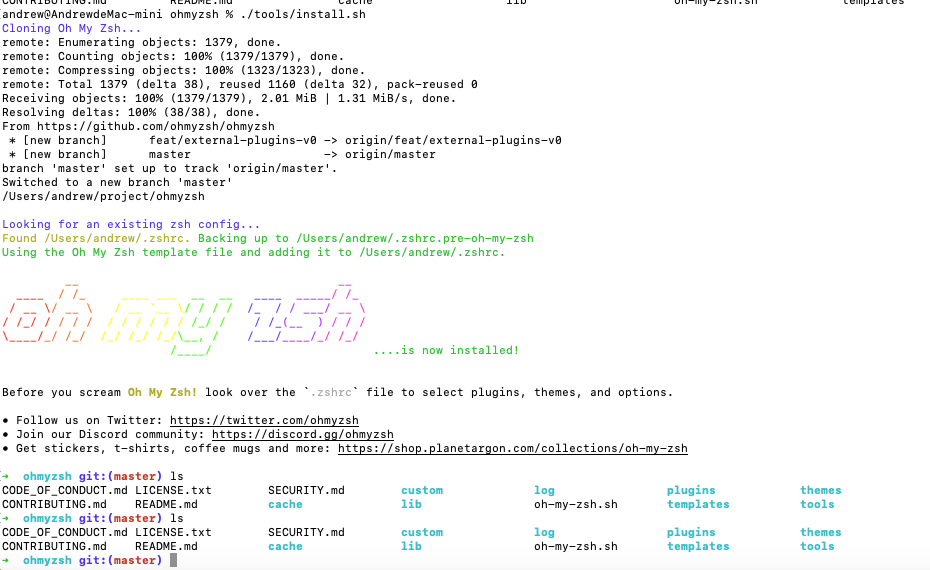 CONTRIBUTING.md README.md cache lib oh-my-zsh.sh templates
[andrew@AndrewdeMac-mini ohmyzsh % ./tools/install.sh
Cloning Oh My Zsh...
remote: Enumerating objects: 1379, done.
remote: Counting objects: 100% (1379/1379), done.
remote: Compressing objects: 100% (1323/1323), done.
remote: Total 1379 (delta 38), reused 1160 (delta 32), pack-reused 0
Receiving objects: 100% (1379/1379), 2.01 MiB | 1.31 MiB/s, done.
Resolving deltas: 100% (38/38), done.
From https://github.com/ohmyzsh/ohmyzsh
* [new branch] feat/external-plugins-v0 -> origin/feat/external-plugins-v0
* [new branch] master -> origin/master
branch 'master' set up to track 'origin/master'.
Switched to a new branch 'master'
/Users/andrew/project/ohmyzsh
Looking for an existing zsh config...
Found /Users/andrew/.zshrc. Backing up to /Users/andrew/.zshrc.pre-oh-my-zsh
Using the Oh My Zsh template file and adding it to /Users/andrew/.zshrc.
oh my zsh
....is now installed!
Before you scream Oh My Zsh! look over the `.zshrc` file to select plugins, themes, and options.
• Follow us on Twitter: https://twitter.com/ohmyzsh
• Join our Discord community: https://discord.gg/ohmyzsh
• Get stickers, t-shirts, coffee mugs and more: https://shop.planetargon.com/collections/oh-my-zsh
[➜ ohmyzsh git:(master) ls
CODE_OF_CONDUCT.md LICENSE.txt SECURITY.md custom log plugins themes
CONTRIBUTING.md README.md cache lib oh-my-zsh.sh templates tools
[➜ ohmyzsh git:(master) ls
CODE_OF_CONDUCT.md LICENSE.txt SECURITY.md custom log plugins themes
CONTRIBUTING.md README.md cache lib oh-my-zsh.sh templates tools
➜ ohmyzsh git:(master)